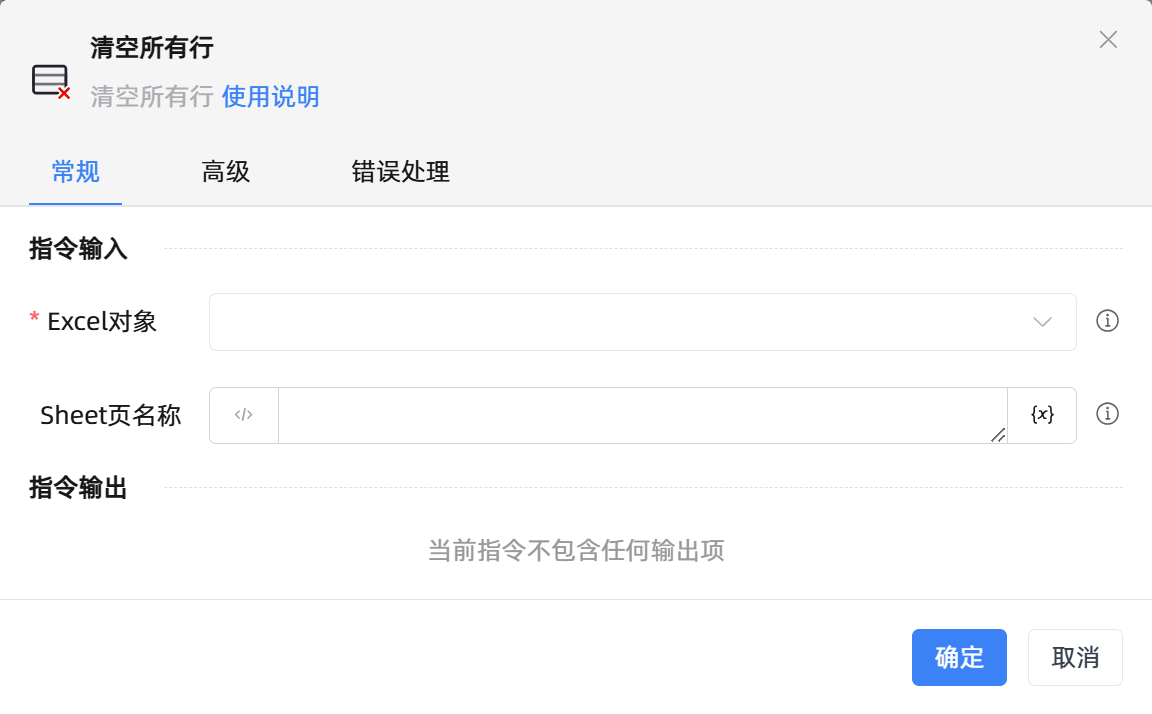 清空所有行
清空所有行 使用说明
常规 高级 错误处理
指令输入
* Excel对象
Sheet页名称 </> {x}
指令输出
当前指令不包含任何输出项
确定 取消